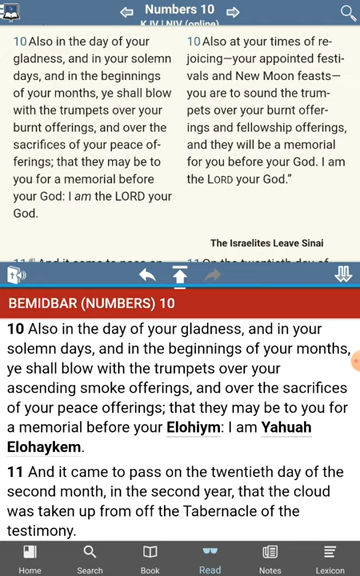 Numbers 10
KJV | NIV (online)
10 Also in the day of your
gladness, and in your solemn
days, and in the beginnings
of your months, ye shall blow
with the trumpets over your
burnt offerings, and over the
sacrifices of your peace of-
ferings; that they may be to
you for a memorial before
your God: I am the LORD your
God.
10 Also at your times of re-
joicing—your appointed festi-
vals and New Moon feasts—
you are to sound the trum-
pets over your burnt offer-
ings and fellowship offerings,
and they will be a memorial
for you before your God. I am
the LORD your God.”
The Israelites Leave Sinai
BEMIDBAR (NUMBERS) 10
10 Also in the day of your gladness, and in your
solemn days, and in the beginnings of your months,
ye shall blow with the trumpets over your
ascending smoke offerings, and over the sacrifices
of your peace offerings; that they may be to you for
a memorial before your Elohiym: I am Yahuah
Elohaykem.
11 And it came to pass on the twentieth day of the
second month, in the second year, that the cloud
was taken up from off the Tabernacle of the
testimony.
Home
Search
Book
Read
Notes
Lexicon